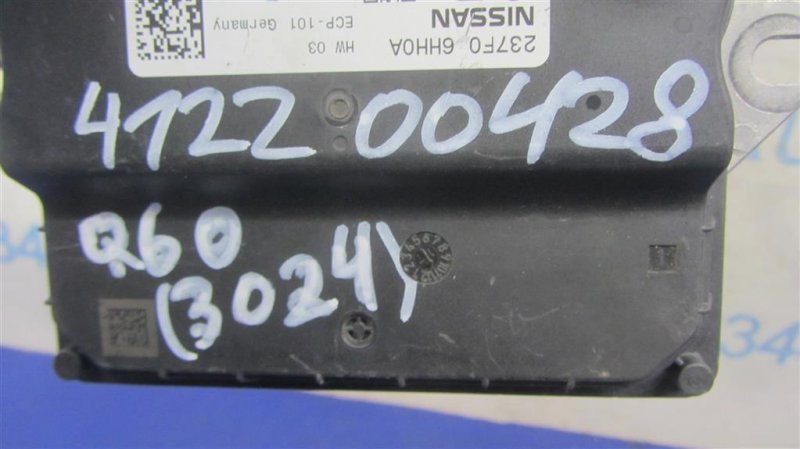 237F0 6HH0A
HW 03
NISSAN
ECP-101 Germany
4122 00428
Q60
(3024)